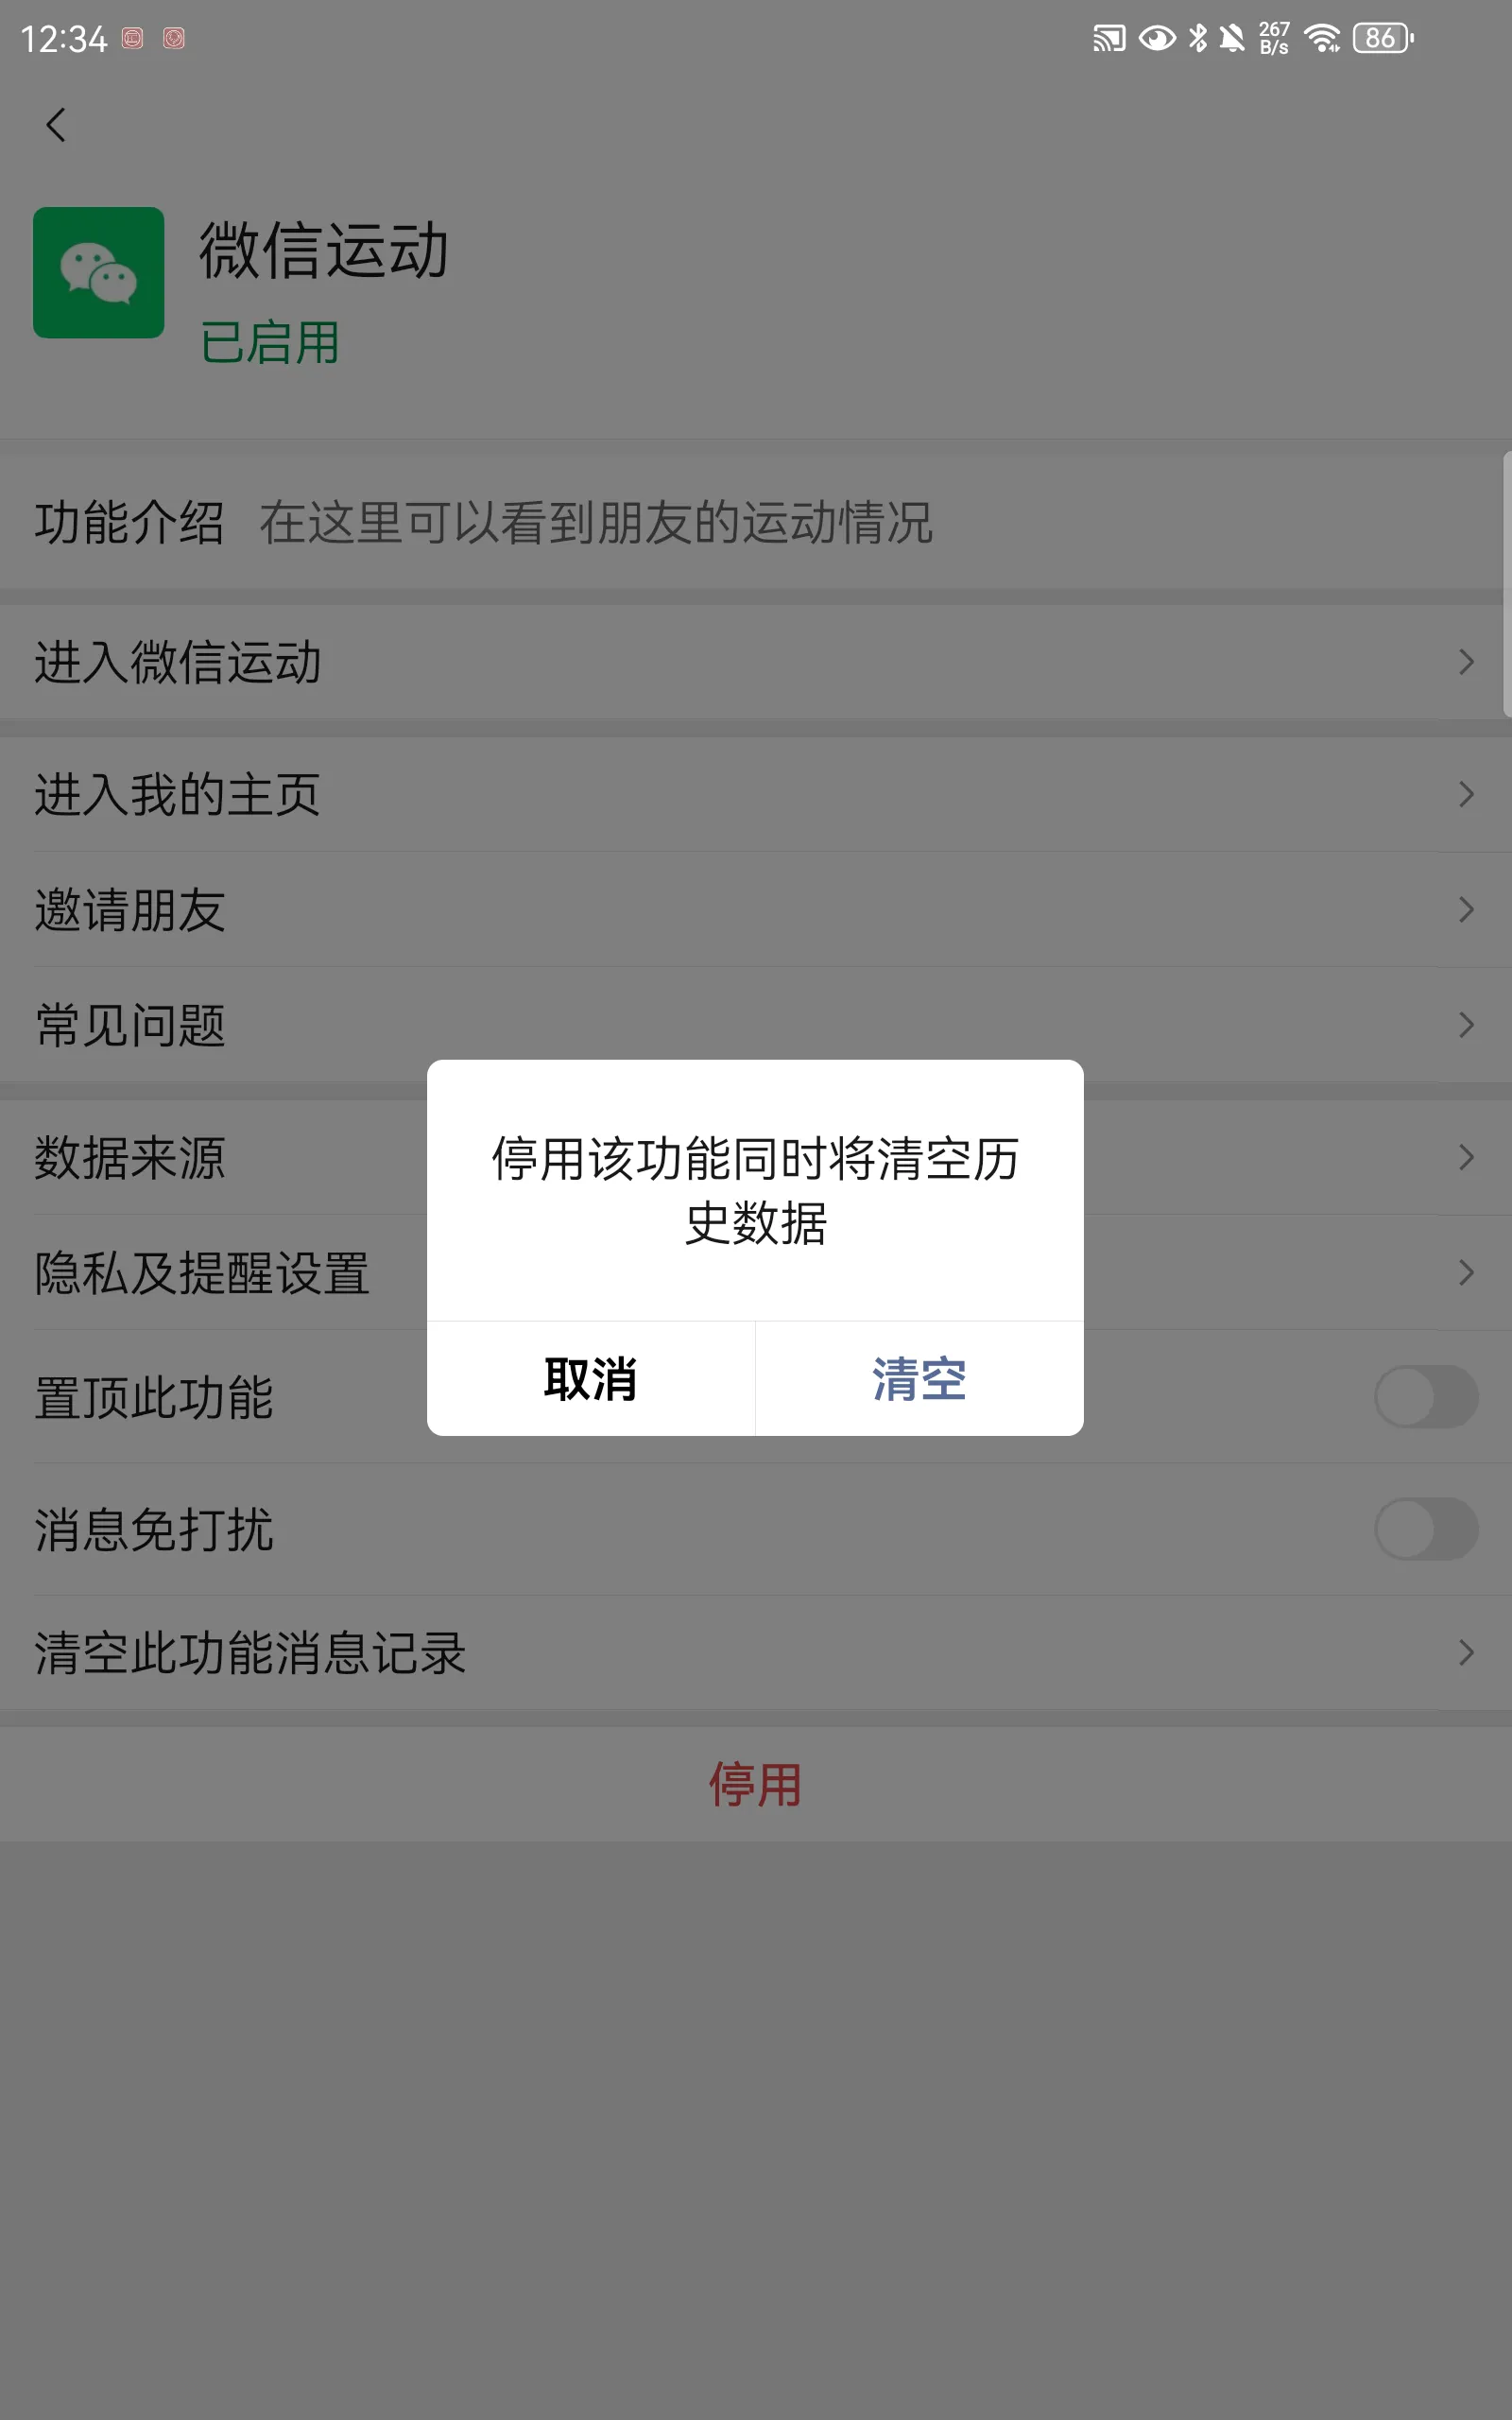 12:34
267
B/s
86
微信运动
已启用
功能介绍 在这里可以看到朋友的运动情况
进入微信运动
进入我的主页
邀请朋友
常见问题
停用该功能同时将清空历
史数据
取消 清空
数据来源
隐私及提醒设置
置顶此功能
消息免打扰
清空此功能消息记录
停用